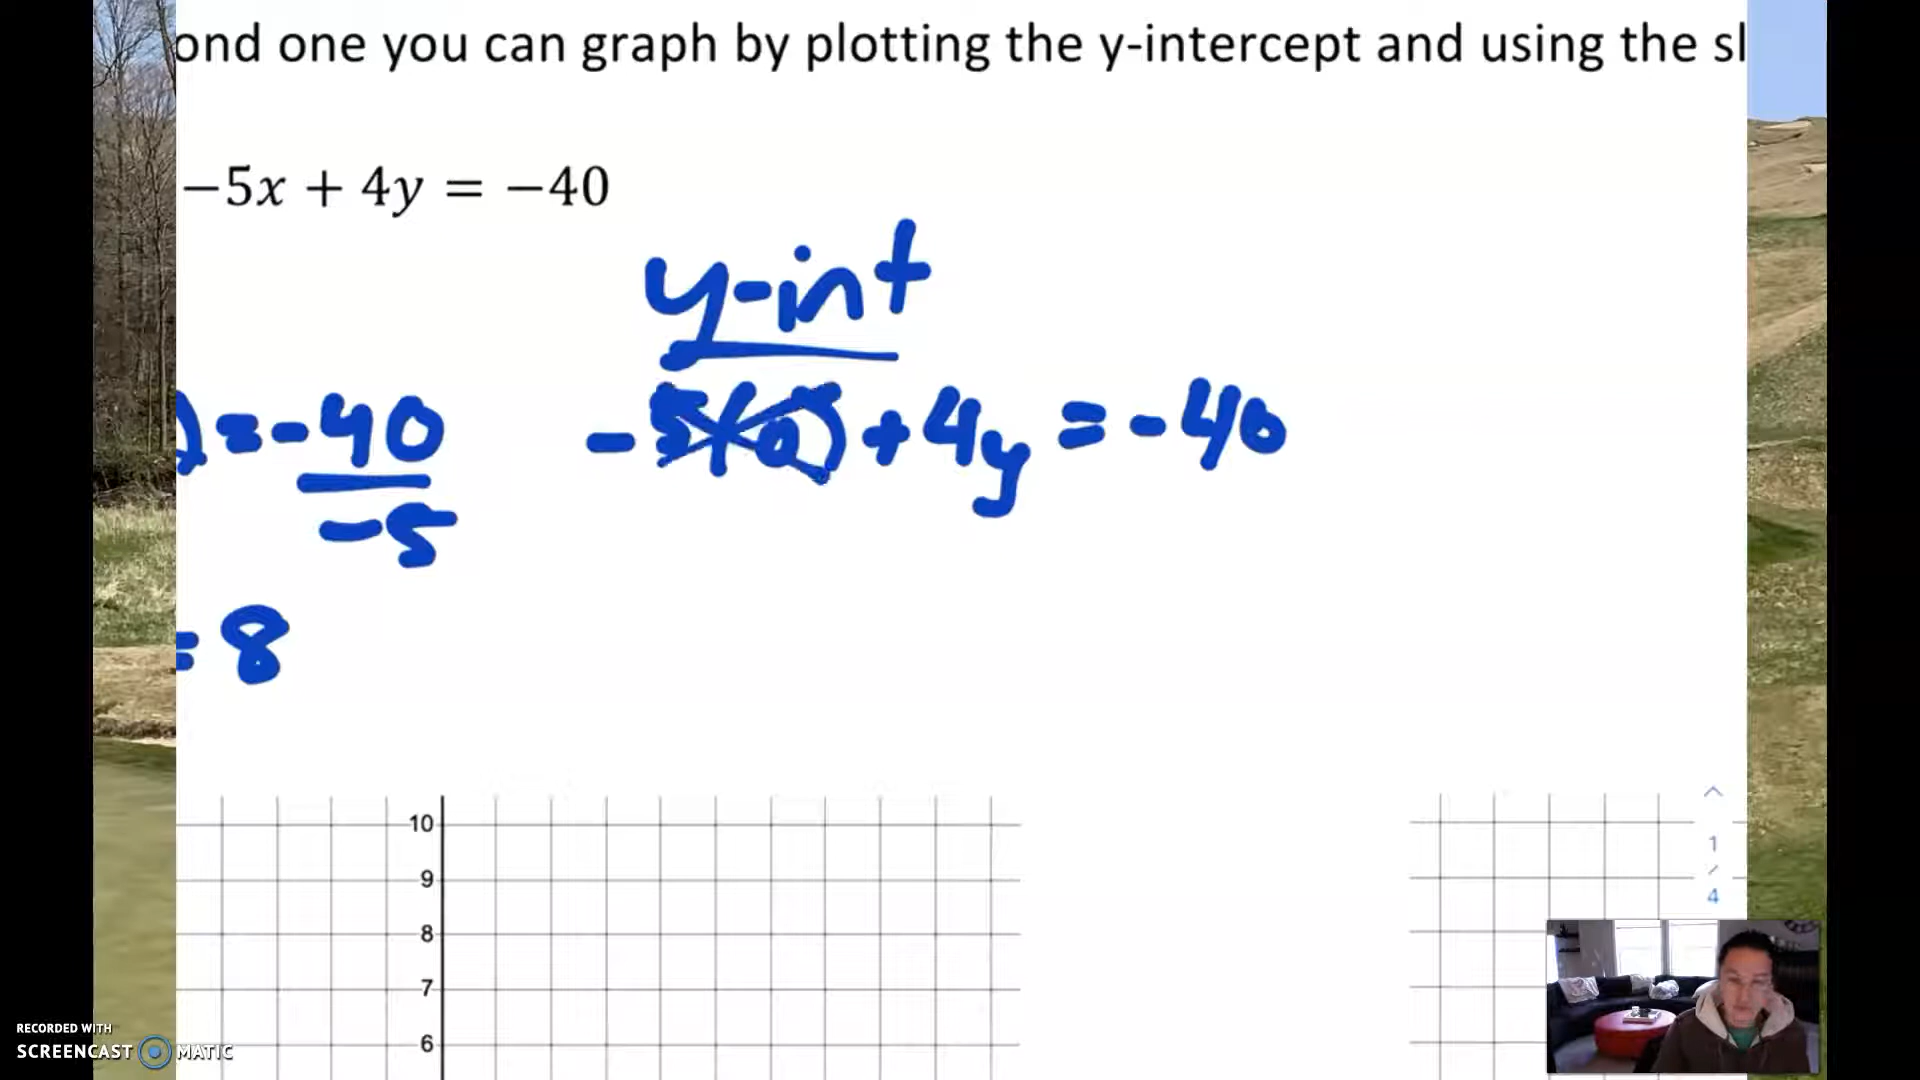 ond one you can graph by plotting the y-intercept and using the sl
−5x + 4y = −40
y-int
= -40
-5
-5(0) + 4y = -40
= 8
10
9
8
7
6
1
/
4
RECORDED WITH
SCREENCAST MATIC